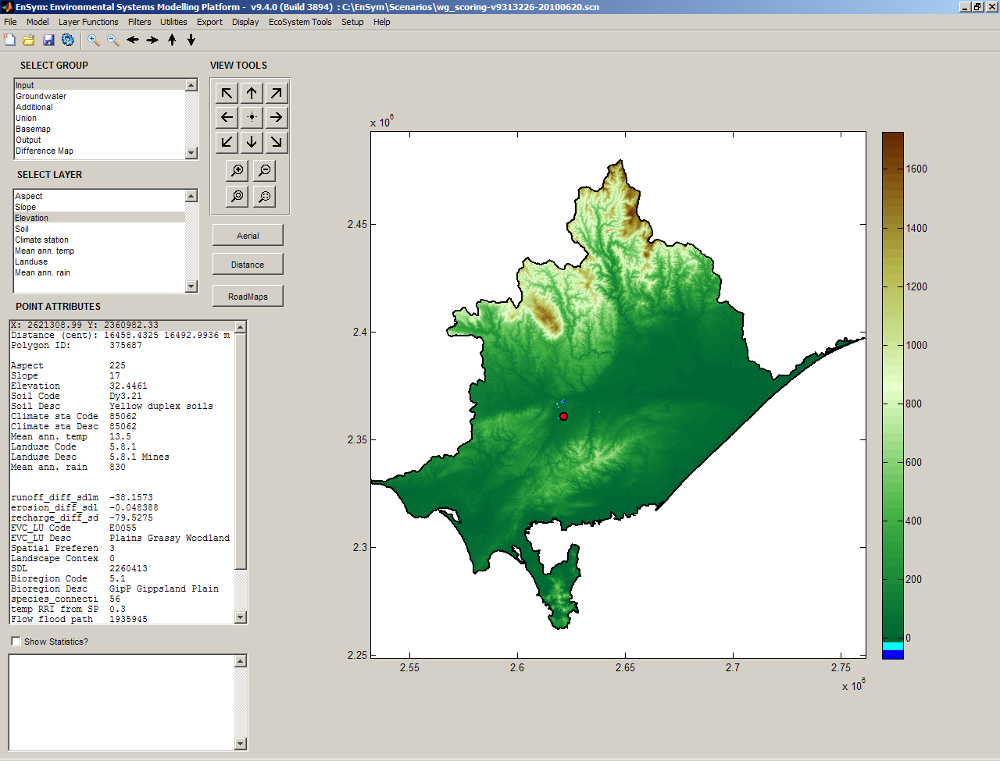 EnSym: Environmental Systems Modelling Platform -  v9.4.0 (Build 3894)  : C:\EnSym\Scenarios\wg_scoring-v9313226-20100620.scn
File Model Layer Functions Filters Utilities Export Display EcoSystem Tools Setup Help
SELECT GROUP
Input
Groundwater
Additional
Union
Basemap
Output
Difference Map
SELECT LAYER
Aspect
Slope
Elevation
Soil
Climate station
Mean ann. temp
Landuse
Mean ann. rain
VIEW TOOLS
Aerial
Distance
RoadMaps
POINT ATTRIBUTES
X: 2621308.99 Y: 2360982.33
Distance (cent): 16458.4325 16492.9936 m
Polygon ID: 375687
Aspect 225
Slope 17
Elevation 32.4461
Soil Code Dy3.21
Soil Desc Yellow duplex soils
Climate sta Code 85062
Climate sta Desc 85062
Mean ann. temp 13.5
Landuse Code 5.8.1
Landuse Desc 5.8.1 Mines
Mean ann. rain 830
runoff_diff_sdlm -38.1573
erosion_diff_sdl -0.048388
recharge_diff_sd -79.5275
EVC_LU Code E0055
EVC_LU Desc Plains Grassy Woodland
Spatial Preferen 3
Landscape Contex 0
SDL 2260413
Bioregion Code 5.1
Bioregion Desc GipP Gippsland Plain
species_connecti 56
temp RRI from SP 0.3
Flow flood path 1935945
Show Statistics?
x 10^6
2.45
2.4
2.35
2.3
2.25
2.55 2.6 2.65 2.7 2.75
x 10^6
1600
1400
1200
1000
800
600
400
200
0